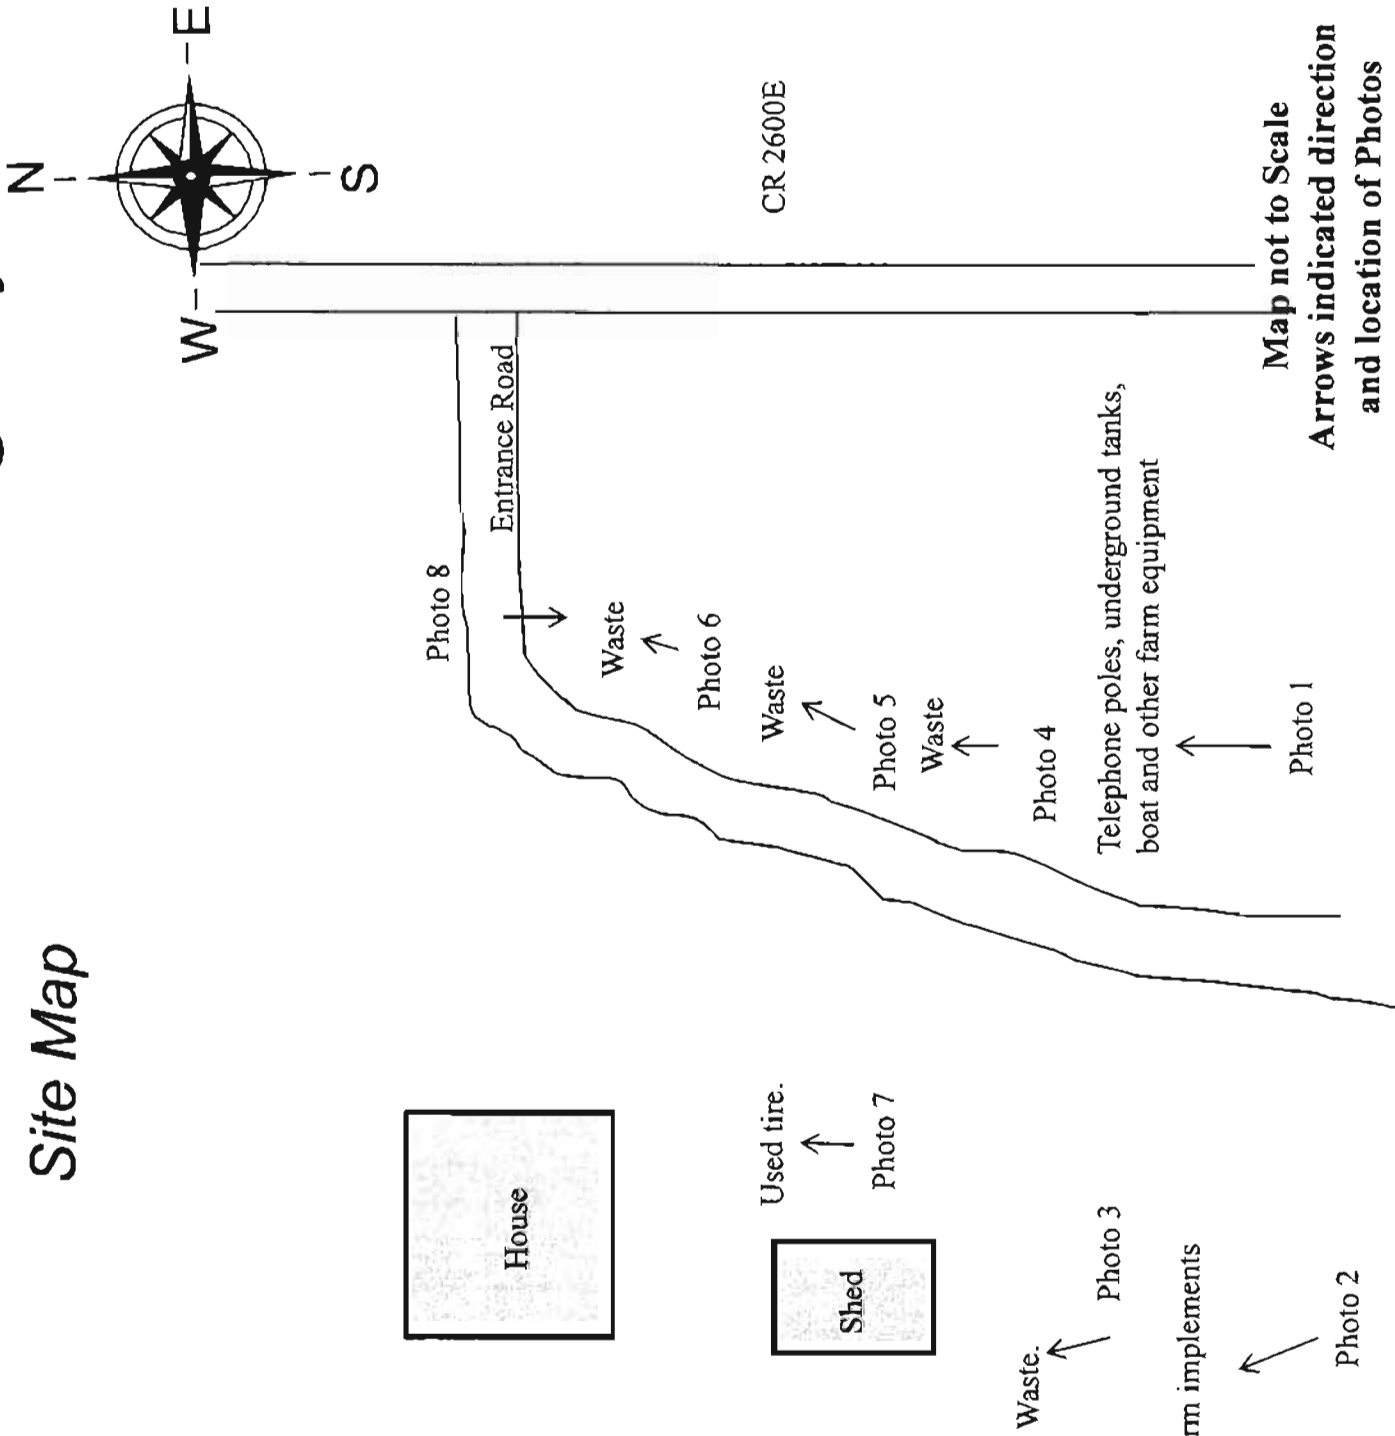 Site Map
N
E
S
W
CR 2600E
Entrance Road
Photo 8
Waste
Photo 6
Waste
Photo 5
Waste
Photo 4
Telephone poles, underground tanks,
boat and other farm equipment
Photo 1
House
Used tire.
Photo 7
Shed
Waste.
Photo 3
rm implements
Photo 2
Map not to Scale
Arrows indicated direction
and location of Photos